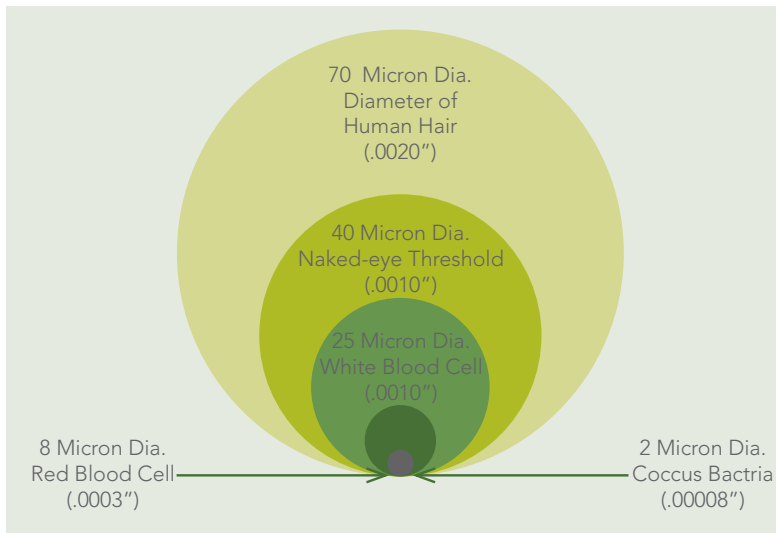 70 Micron Dia.
Diameter of
Human Hair
(.0020”)
40 Micron Dia.
Naked-eye Threshold
(.0010”)
25 Micron Dia.
White Blood Cell
(.0010”)
8 Micron Dia.
Red Blood Cell
(.0003”)
2 Micron Dia.
Coccus Bactria
(.00008”)